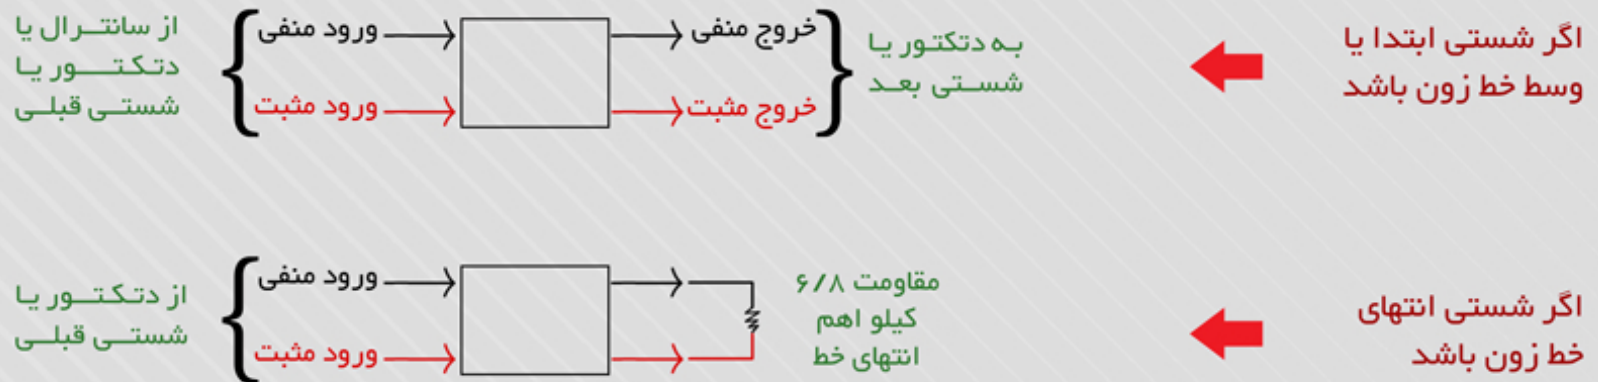 اگر شستی ابتدا یا
وسط خط زون باشد
به دتکتور یا
شستی بعد
خروج منفی
خروج مثبت
ورود منفی
ورود مثبت
از سانترال یا
دتکتور یا
شستی قبلی
اگر شستی انتهای
خط زون باشد
مقاومت ۶/۸
کیلو اهم
انتهای خط
ورود منفی
ورود مثبت
از دتکتور یا
شستی قبلی